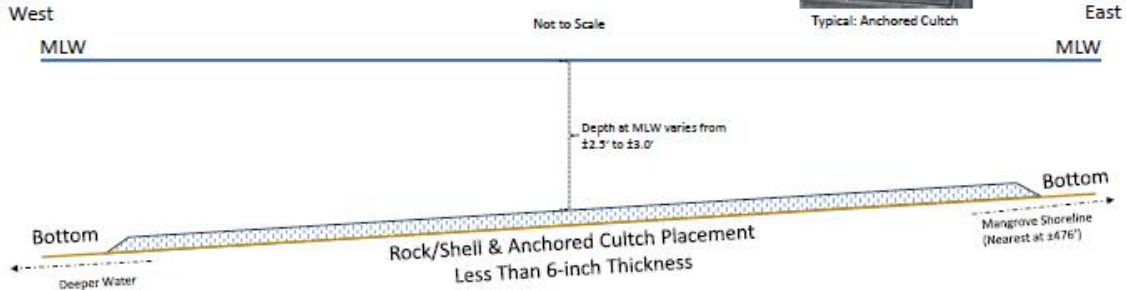 West
Not to Scale
Typical: Anchored Cultch
East
MLW
MLW
Depth at MLW varies from
±2.5' to ±3.0'
Bottom
Bottom
Rock/Shell & Anchored Cultch Placement
Less Than 6-inch Thickness
Mangrove Shoreline
(Nearest at ±476')
Deeper Water